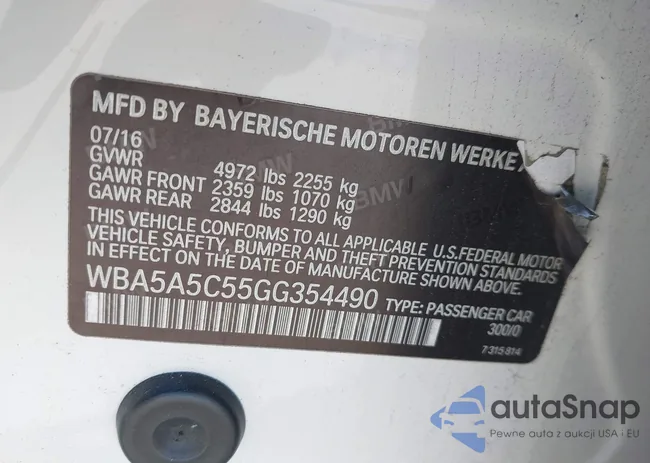 MFD BY BAYERISCHE MOTOREN WERKE
07/16
GVWR 4972 lbs 2255 kg
GAWR FRONT 2359 lbs 1070 kg
GAWR REAR 2844 lbs 1290 kg
THIS VEHICLE CONFORMS TO ALL APPLICABLE U.S.FEDERAL MOTOR
VEHICLE SAFETY, BUMPER AND THEFT PREVENTION STANDARDS
IN EFFECT ON THE DATE OF MANUFACTURE SHOWN ABOVE.
WBA5A5C55GG354490 TYPE: PASSENGER CAR
300/0
7 315 814
BMW
autaSnap
Pewne auta z aukcji USA i EU